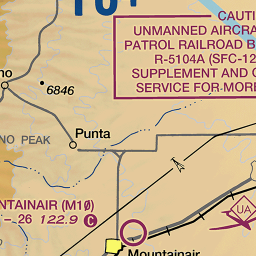 CAUTI
UNMANNED AIRCRA
PATROL RAILROAD B
R-5104A (SFC-12
SUPPLEMENT AND C
SERVICE FOR MORE
no
6846
NO PEAK
Punta
UA
NTAINAIR (M10)
- 26 122.9 C
Mountainair